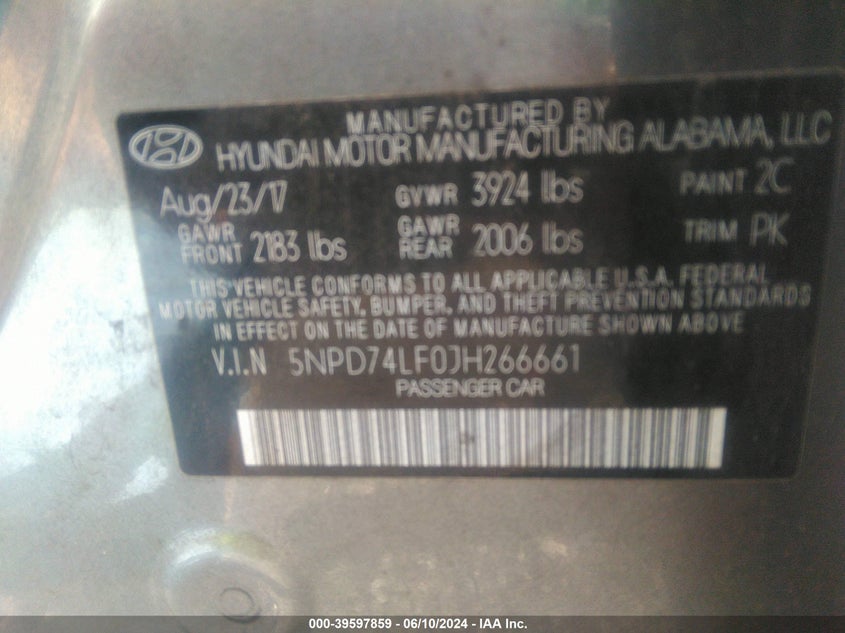 MANUFACTURED BY
HYUNDAI MOTOR MANUFACTURING ALABAMA, LLC
Aug/23/17 GVWR 3924 lbs PAINT 2C
GAWR FRONT 2183 lbs GAWR REAR 2006 lbs TRIM PK
THIS VEHICLE CONFORMS TO ALL APPLICABLE U.S.A. FEDERAL
MOTOR VEHICLE SAFETY, BUMPER, AND THEFT PREVENTION STANDARDS
IN EFFECT ON THE DATE OF MANUFACTURE SHOWN ABOVE
V.I.N 5NPD74LF0JH266661
PASSENGER CAR
000-39597859 - 06/10/2024 - IAA Inc.